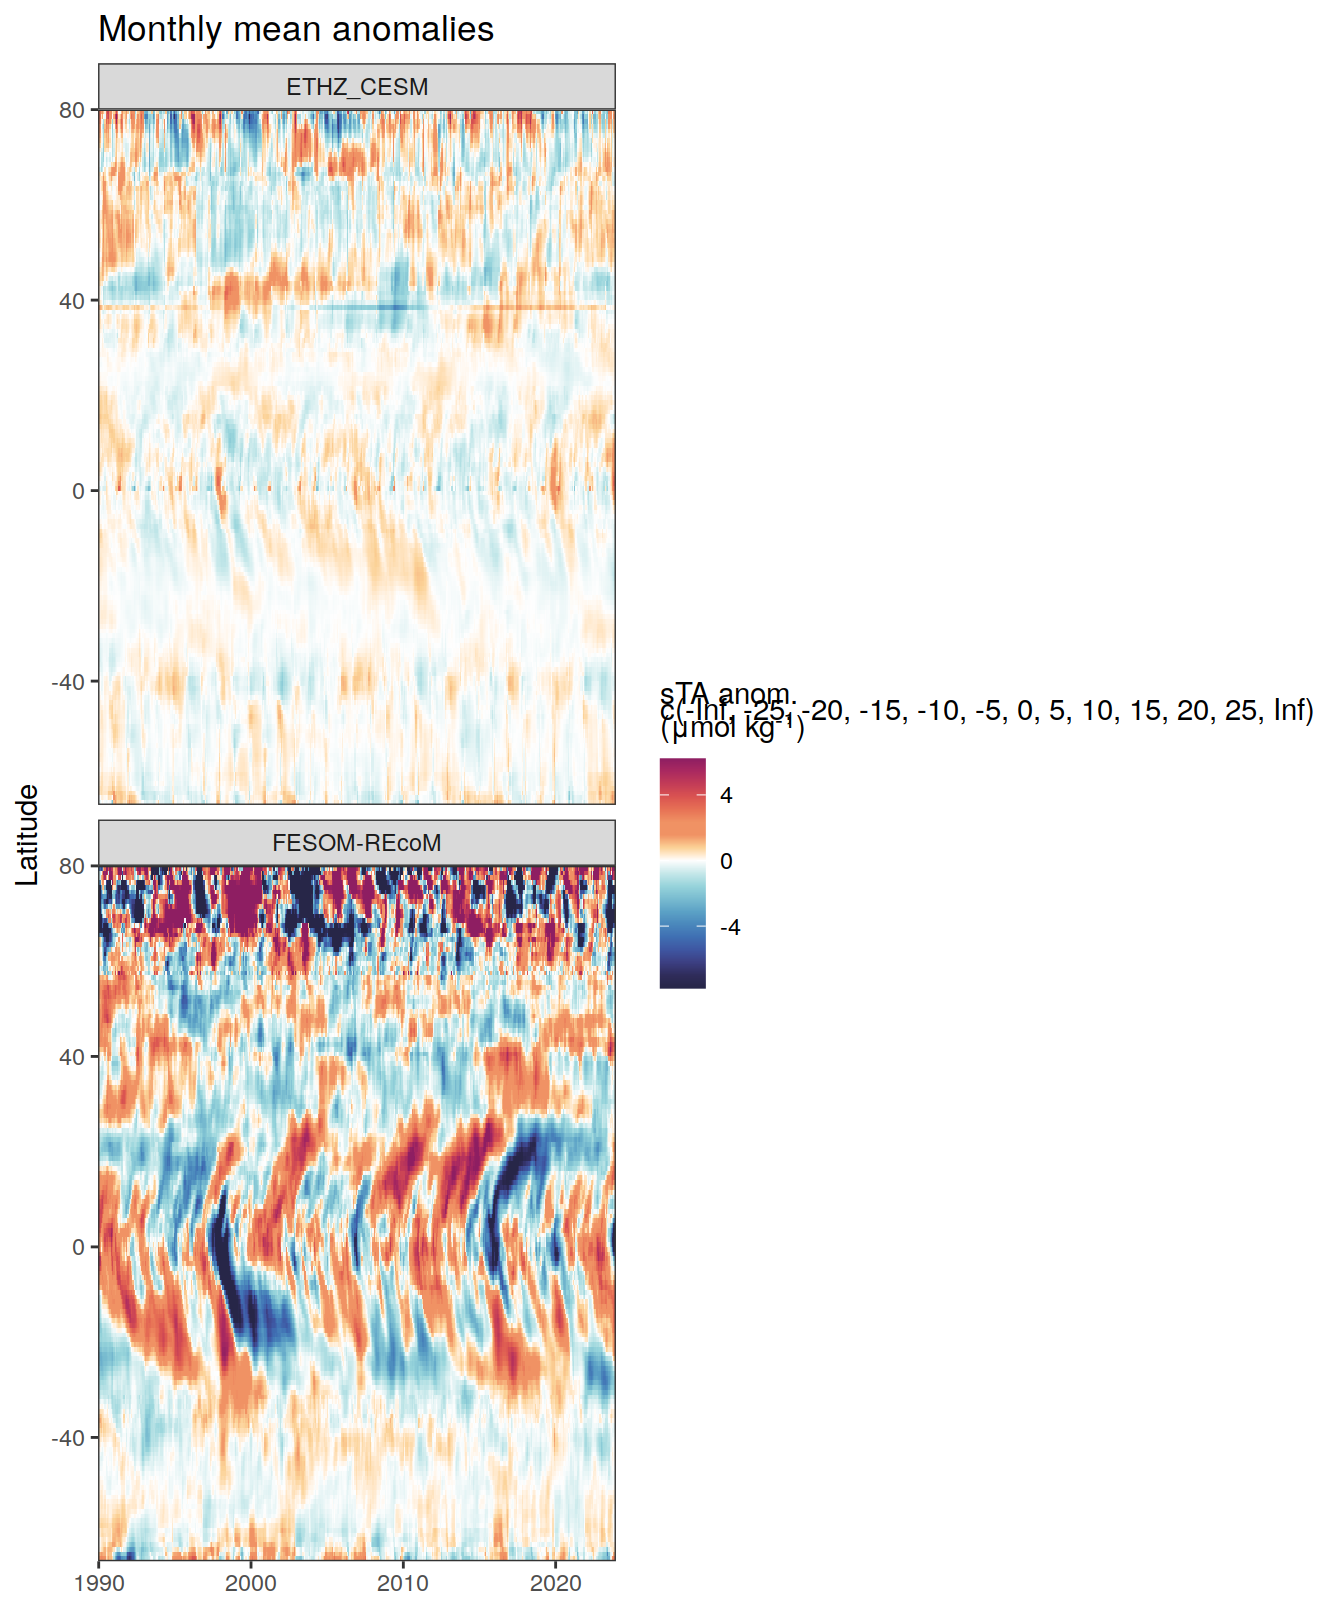 Monthly mean anomalies
ETHZ_CESM
80
40
0
-40
Latitude
FESOM-REcoM
80
40
0
-40
1990 2000 2010 2020
sTA anom.
c(-Inf, -25, -20, -15, -10, -5, 0, 5, 10, 15, 20, 25, Inf)
(µmol kg⁻¹)
4
0
-4